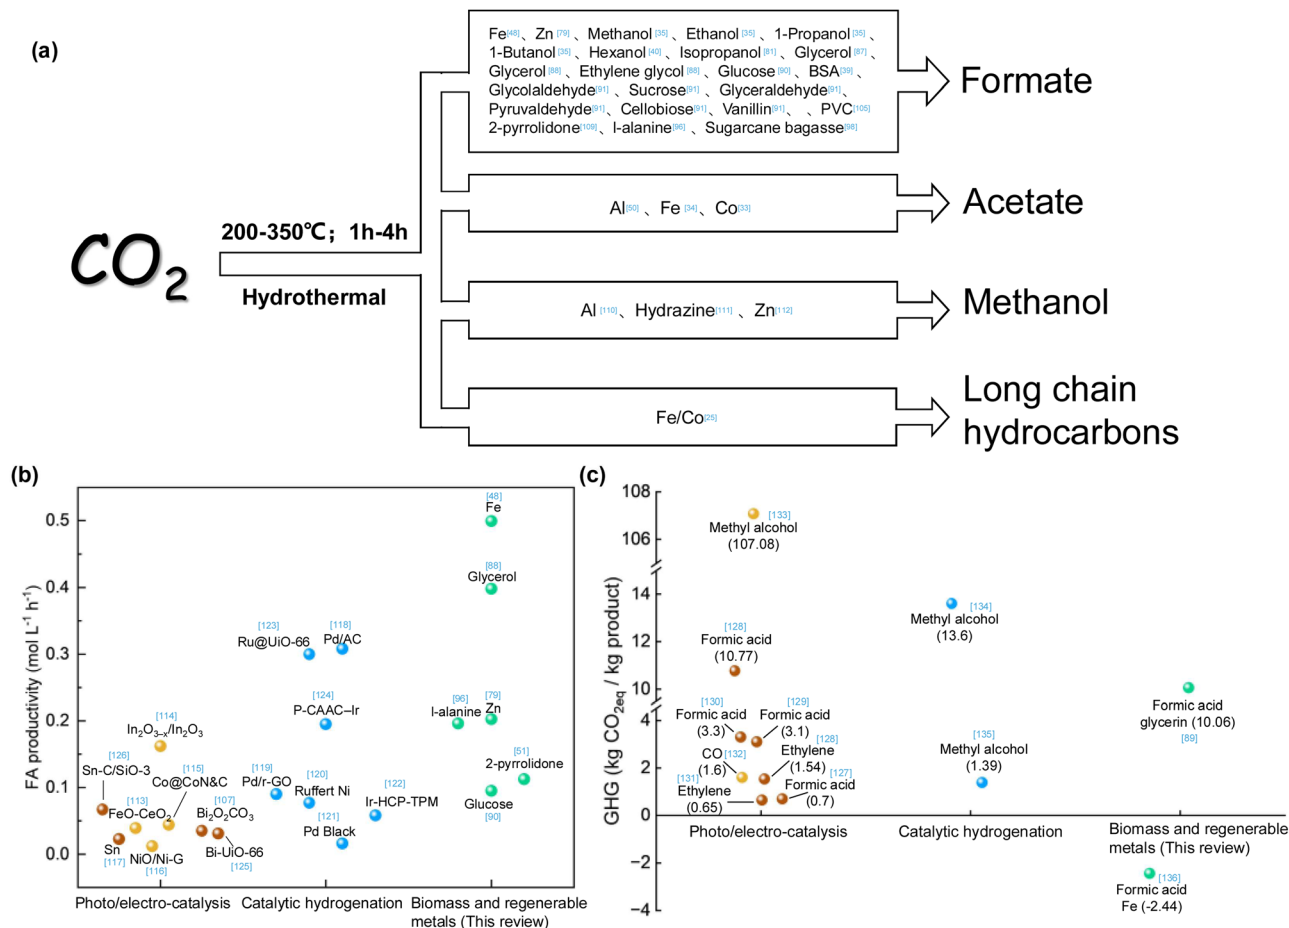 (a)
Fe[48]、Zn[79]、Methanol[35]、Ethanol[35]、1-Propanol[35]、
1-Butanol[35]、Hexanol[40]、Isopropanol[81]、Glycerol[87]、
Glycerol[88]、Ethylene glycol[88]、Glucose[90]、BSA[39]、
Glycolaldehyde[91]、Sucrose[91]、Glyceraldehyde[91]、
Pyruvaldehyde[91]、Cellobiose[91]、Vanillin[91]、 、PVC[105]
2-pyrrolidone[109]、l-alanine[96]、Sugarcane bagasse[98]
Formate
Al[50]、Fe[34]、Co[33]
Acetate
CO2
200-350℃；1h-4h
Hydrothermal
Al[110]、Hydrazine[111]、Zn[112]
Methanol
Fe/Co[25]
Long chain
hydrocarbons
(b)
FA productivity (mol L⁻¹ h⁻¹)
0.5
0.4
0.3
0.2
0.1
0.0
[48]
Fe
[88]
Glycerol
[123]
Ru@UiO-66
[118]
Pd/AC
[124]
P-CAAC–Ir
[96]
l-alanine
[79]
Zn
[114]
In2O3–x/In2O3
[51]
2-pyrrolidone
[126]
Sn-C/SiO-3
[115]
Co@CoN&C
[119]
Pd/r-GO
[120]
Ruffert Ni
[122]
Ir-HCP-TPM
Glucose
[90]
[113]
FeO-CeO2
[107]
Bi2O2CO3
[121]
Pd Black
Sn
[117]
NiO/Ni-G
[116]
Bi-UiO-66
[125]
Photo/electro-catalysis
Catalytic hydrogenation
Biomass and regenerable
metals (This review)
(c)
GHG (kg CO2eq / kg product)
108
106
14
12
10
4
2
0
−2
−4
[133]
Methyl alcohol
(107.08)
[134]
Methyl alcohol
(13.6)
[128]
Formic acid
(10.77)
Formic acid
glycerin (10.06)
[89]
[130]
Formic acid
(3.3)
[129]
Formic acid
(3.1)
CO [132]
(1.6)
[128]
Ethylene
(1.54)
[135]
Methyl alcohol
(1.39)
[131]
Ethylene
(0.65)
[127]
Formic acid
(0.7)
Photo/electro-catalysis
Catalytic hydrogenation
Biomass and regenerable
metals (This review)
[136]
Formic acid
Fe (-2.44)